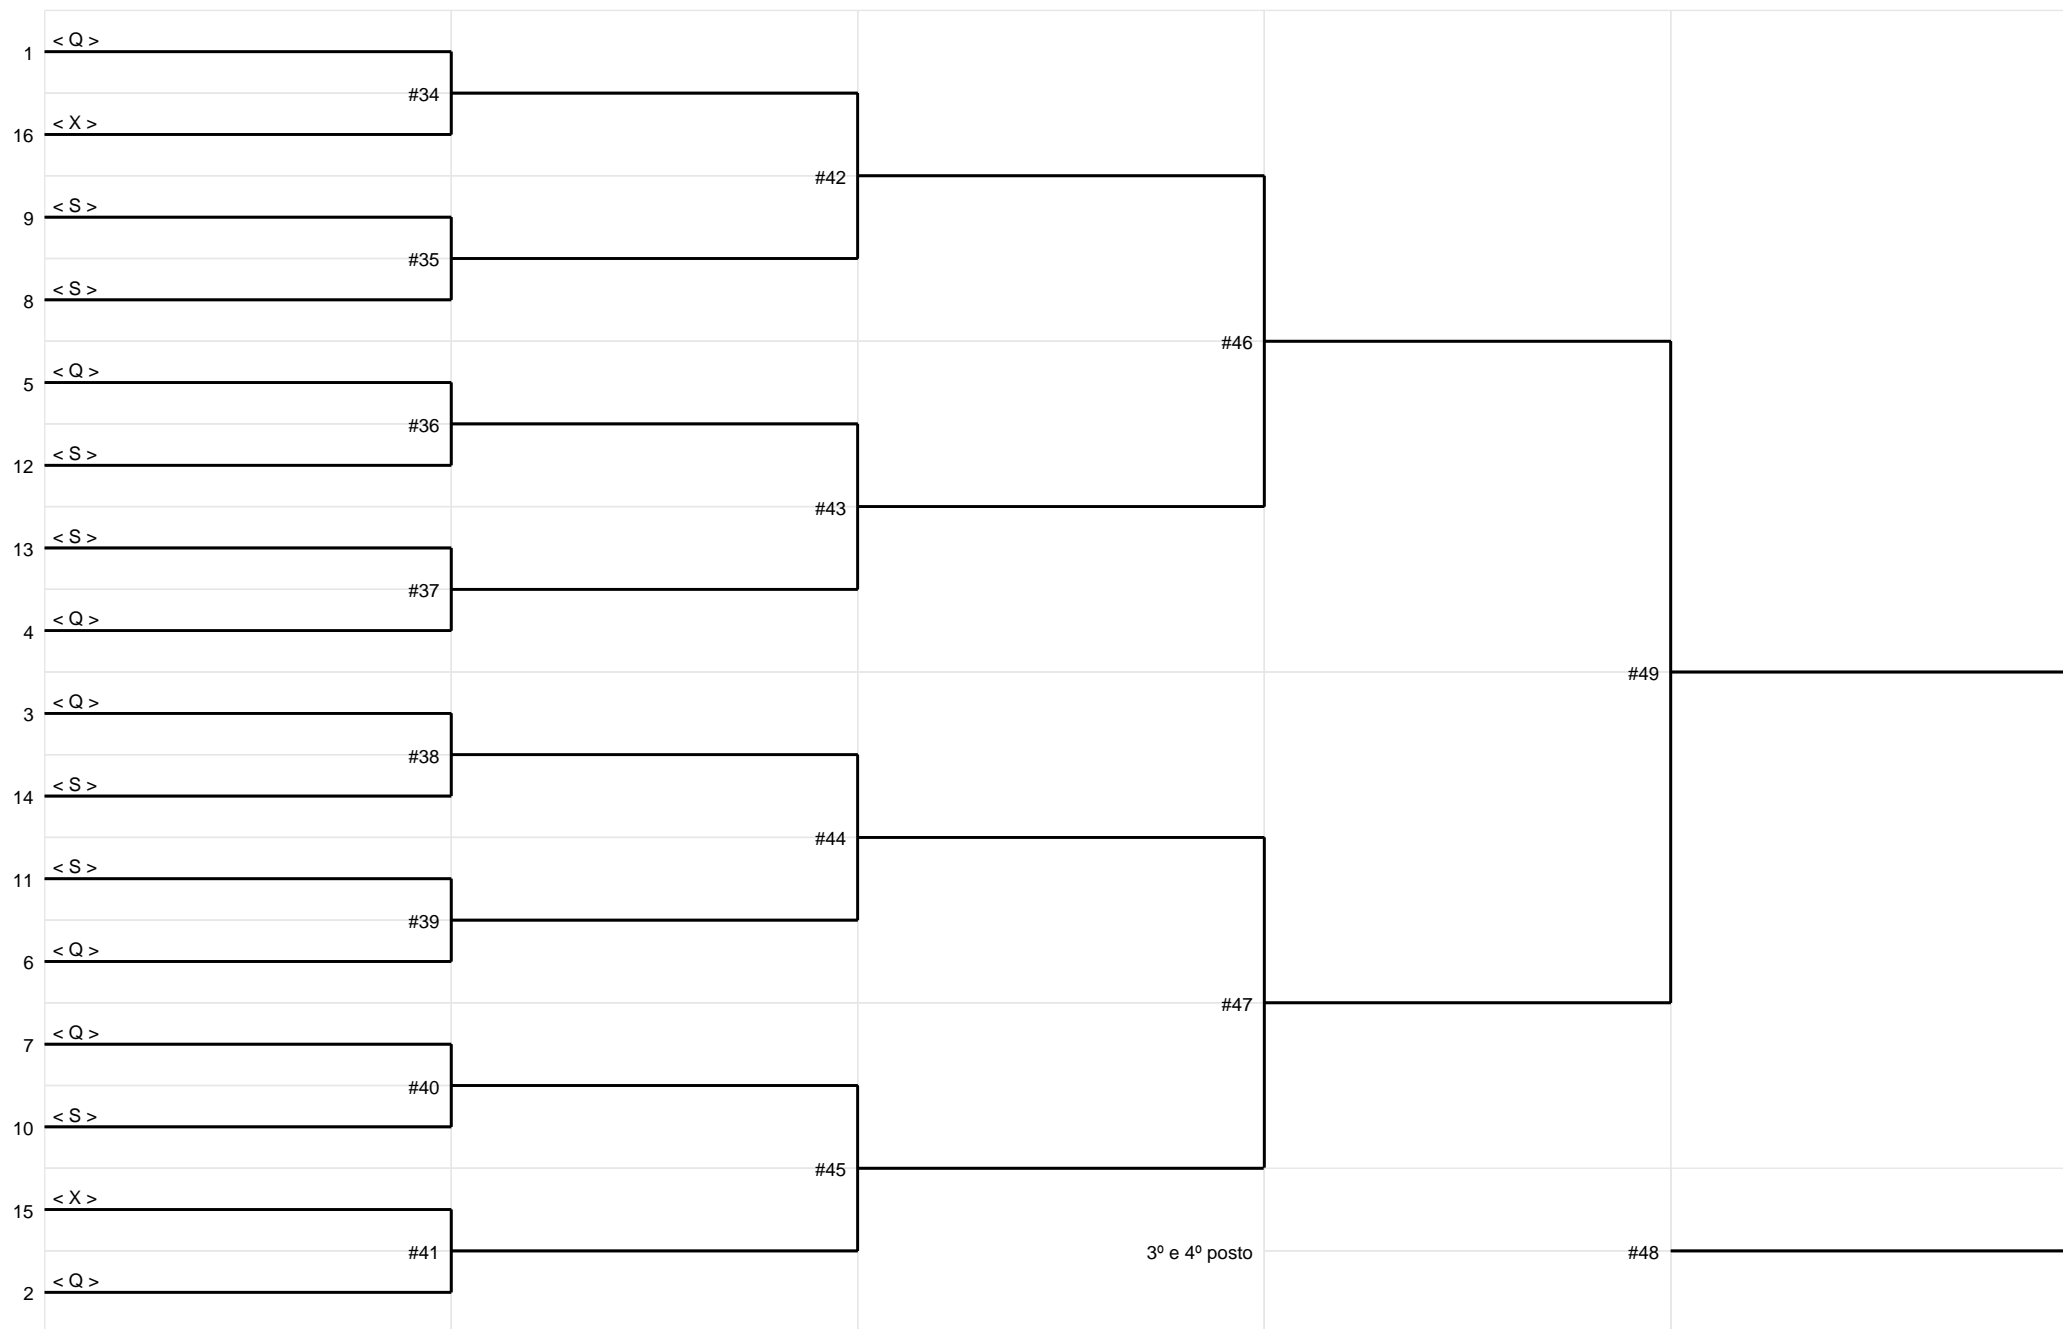 < Q >
1
#34
< X >
16
#42
< S >
9
#35
< S >
8
#46
< Q >
5
#36
< S >
12
#43
< S >
13
#37
< Q >
4
#49
< Q >
3
#38
< S >
14
#44
< S >
11
#39
< Q >
6
#47
< Q >
7
#40
< S >
10
#45
< X >
15
#41
3º e 4º posto
#48
< Q >
2